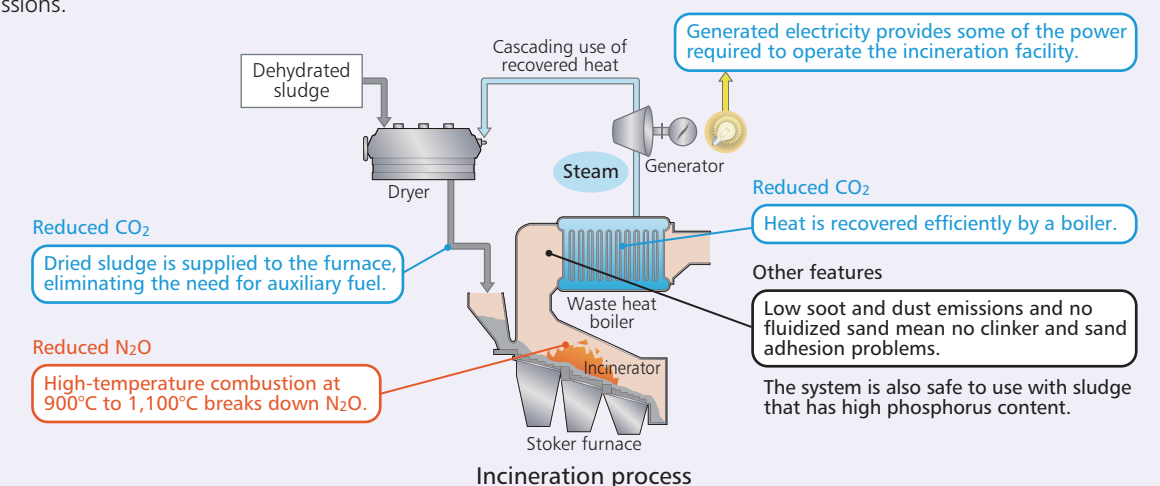 ssions.
Generated electricity provides some of the power
required to operate the incineration facility.
Cascading use of
recovered heat
Dehydrated
sludge
Generator
Steam
Dryer
Reduced CO2
Heat is recovered efficiently by a boiler.
Reduced CO2
Dried sludge is supplied to the furnace,
eliminating the need for auxiliary fuel.
Other features
Low soot and dust emissions and no
fluidized sand mean no clinker and sand
adhesion problems.
The system is also safe to use with sludge
that has high phosphorus content.
Waste heat
boiler
Reduced N2O
High-temperature combustion at
900°C to 1,100°C breaks down N2O.
Incinerator
Stoker furnace
Incineration process